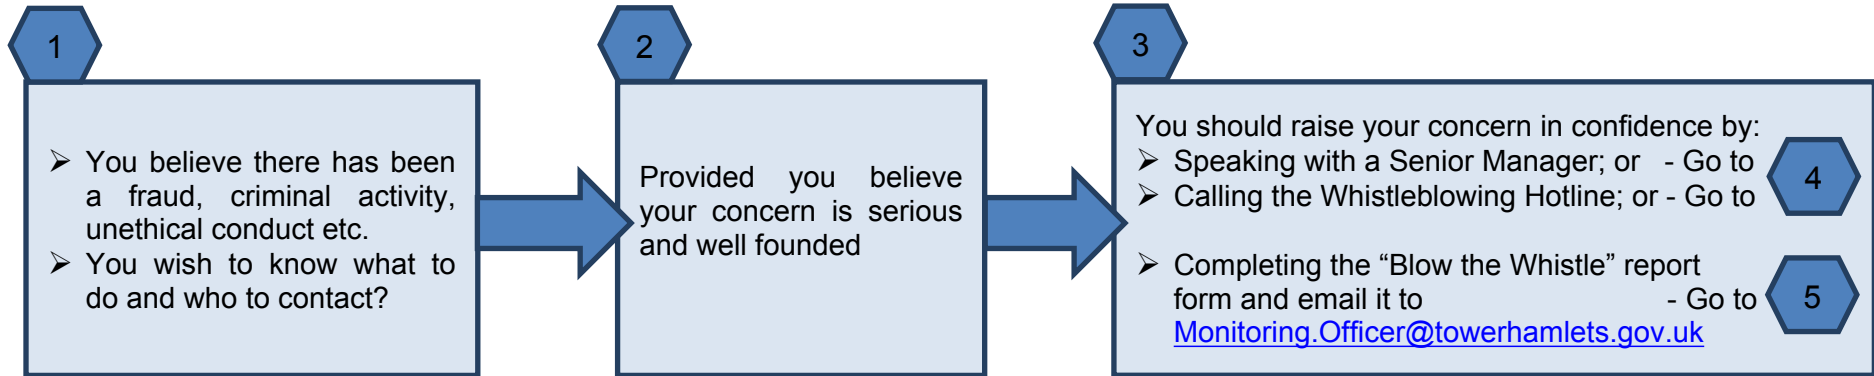 1
➢ You believe there has been
a fraud, criminal activity,
unethical conduct etc.
➢ You wish to know what to
do and who to contact?
2
Provided you believe
your concern is serious
and well founded
3
You should raise your concern in confidence by:
➢ Speaking with a Senior Manager; or - Go to
➢ Calling the Whistleblowing Hotline; or - Go to
4
➢ Completing the “Blow the Whistle” report
form and email it to - Go to
5
Monitoring.Officer@towerhamlets.gov.uk